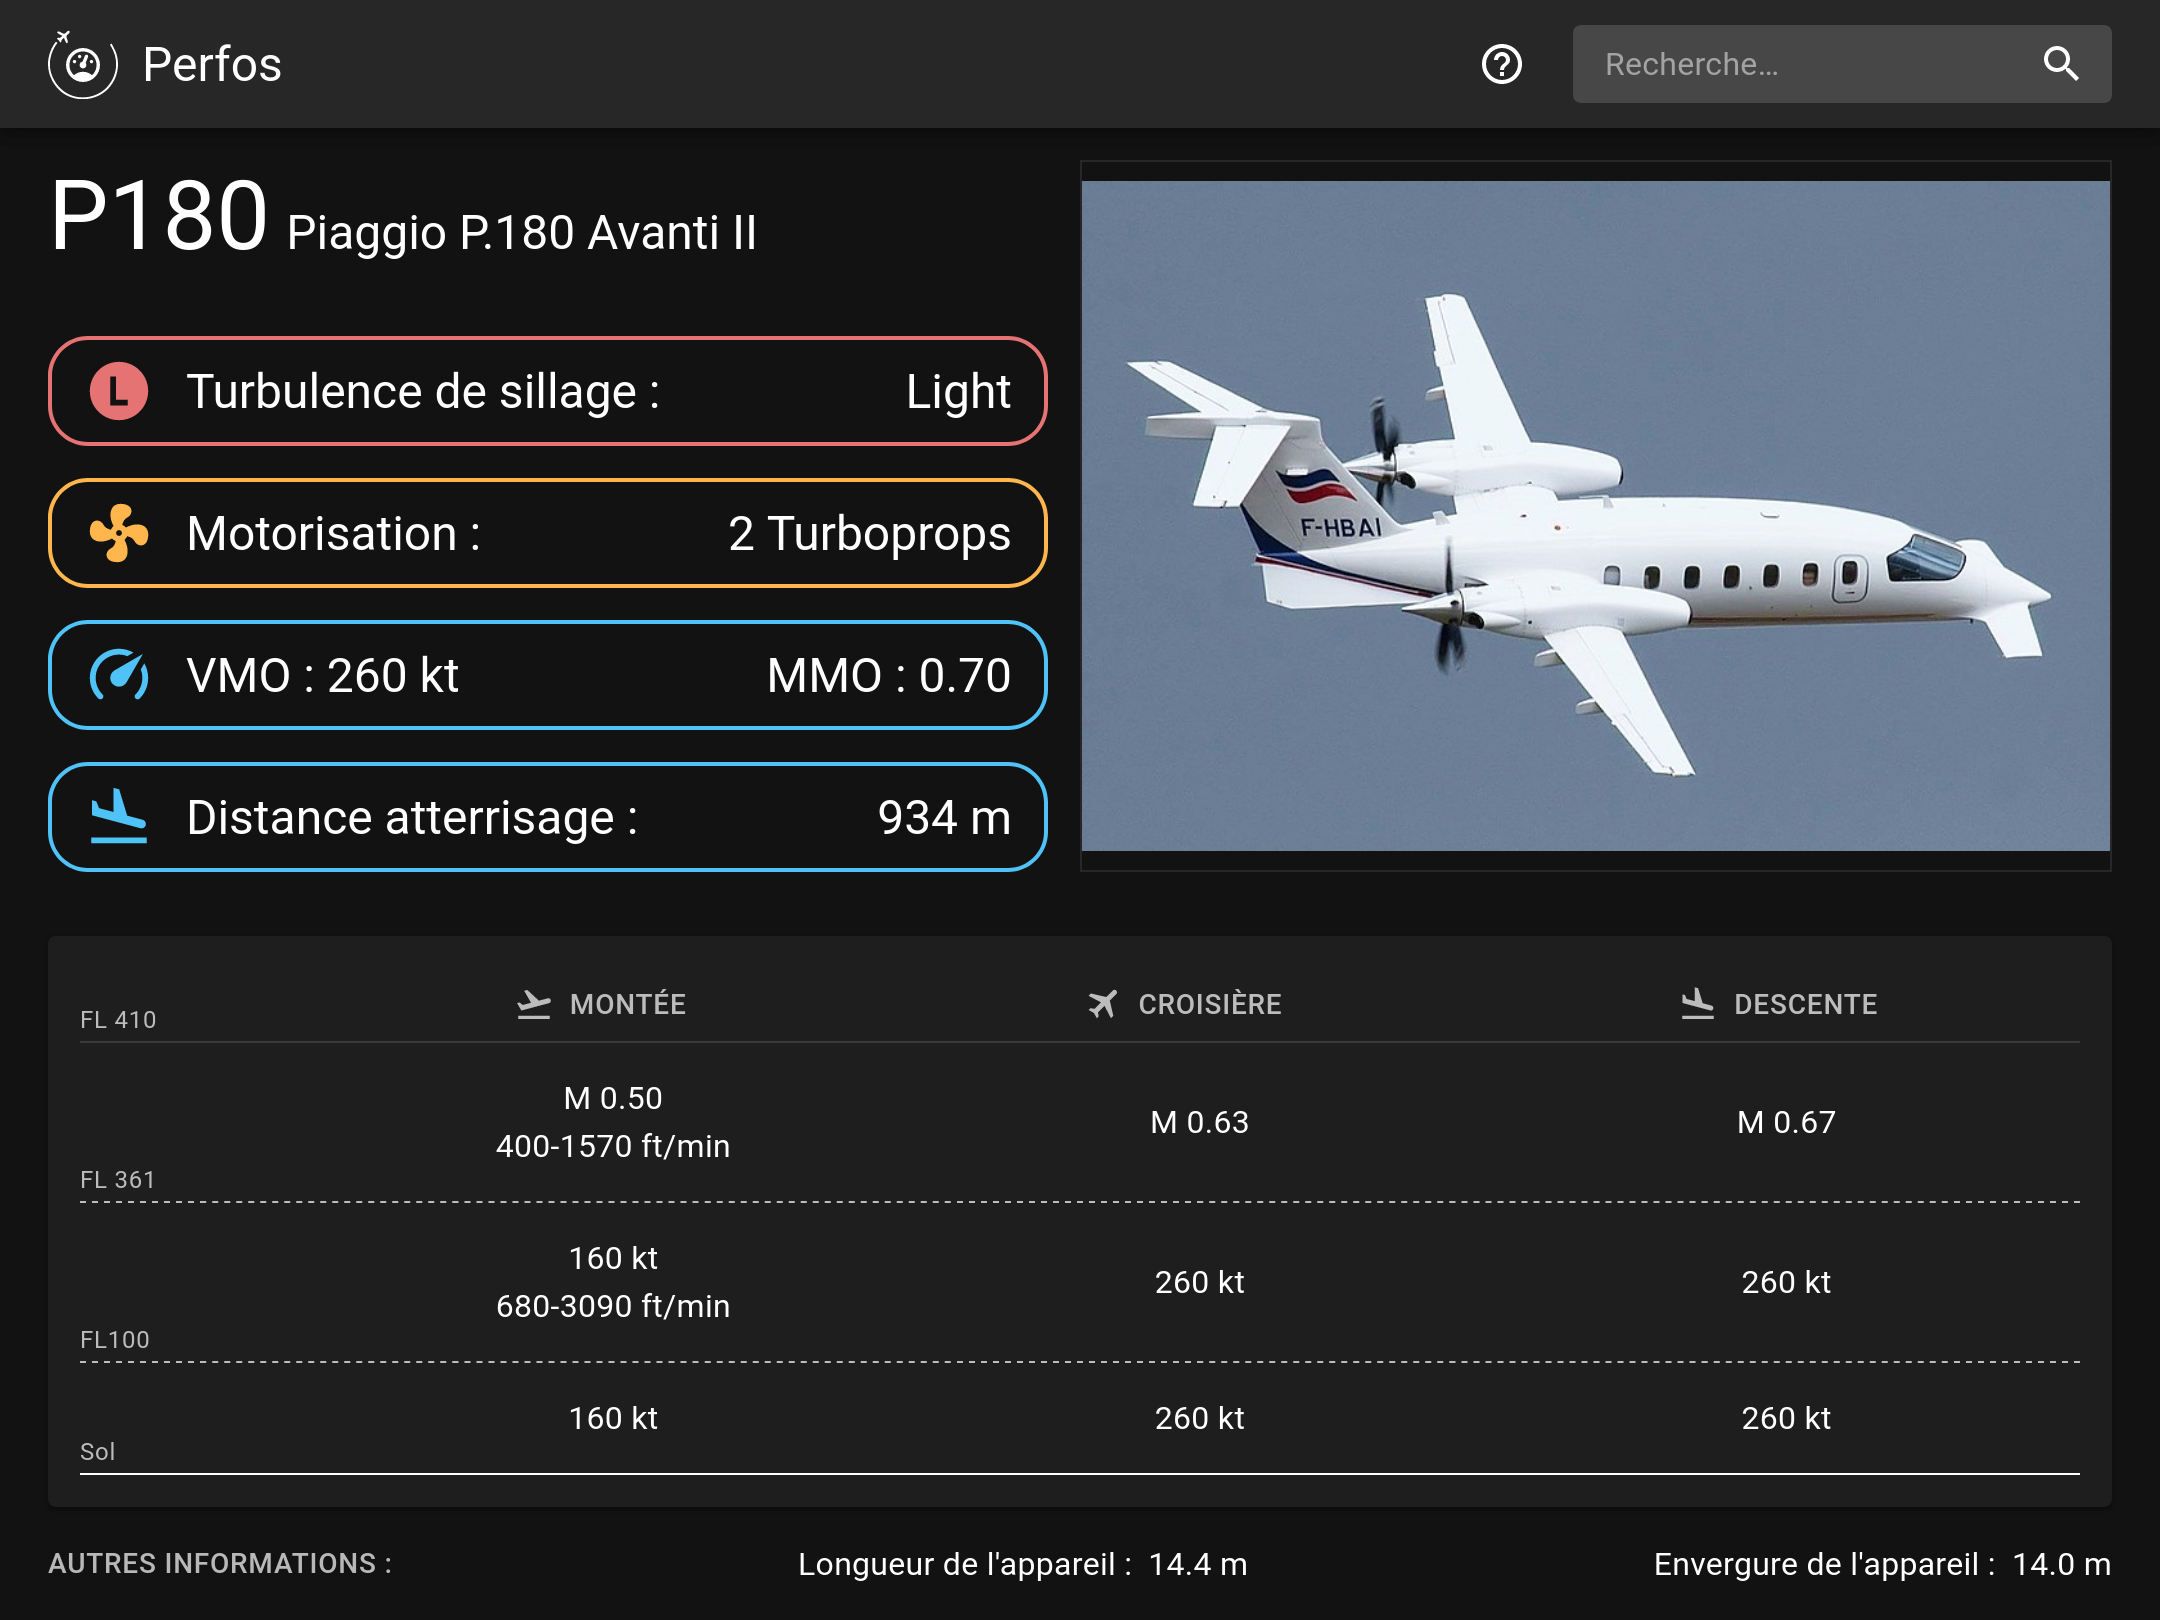 Perfos
Recherche…
P180 Piaggio P.180 Avanti II
L Turbulence de sillage : Light
Motorisation : 2 Turboprops
VMO : 260 kt MMO : 0.70
Distance atterrisage : 934 m
F-HBAI
MONTÉE CROISIÈRE DESCENTE
FL 410
M 0.50
400-1570 ft/min
M 0.63
M 0.67
FL 361
160 kt
680-3090 ft/min
260 kt
260 kt
FL100
160 kt 260 kt 260 kt
Sol
AUTRES INFORMATIONS : Longueur de l'appareil : 14.4 m Envergure de l'appareil : 14.0 m